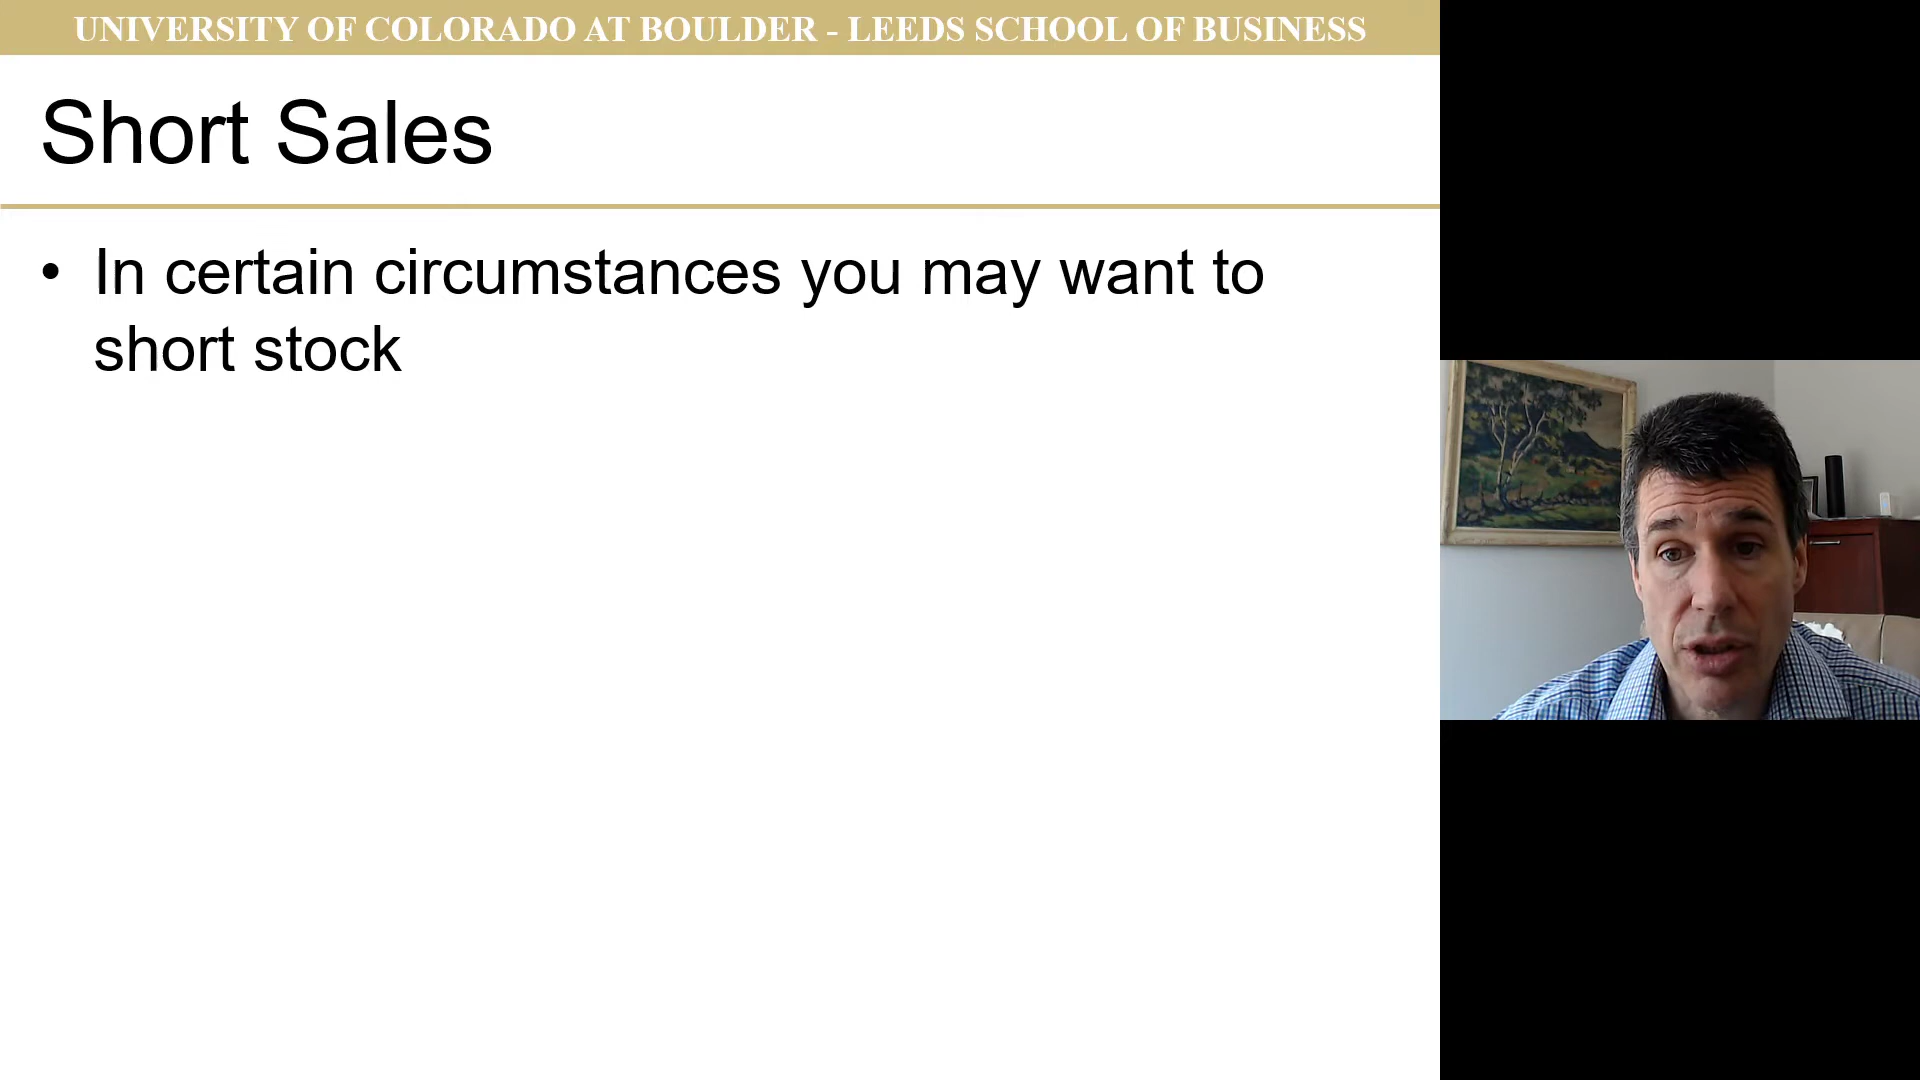 UNIVERSITY OF COLORADO AT BOULDER - LEEDS SCHOOL OF BUSINESS
Short Sales
• In certain circumstances you may want to
short stock